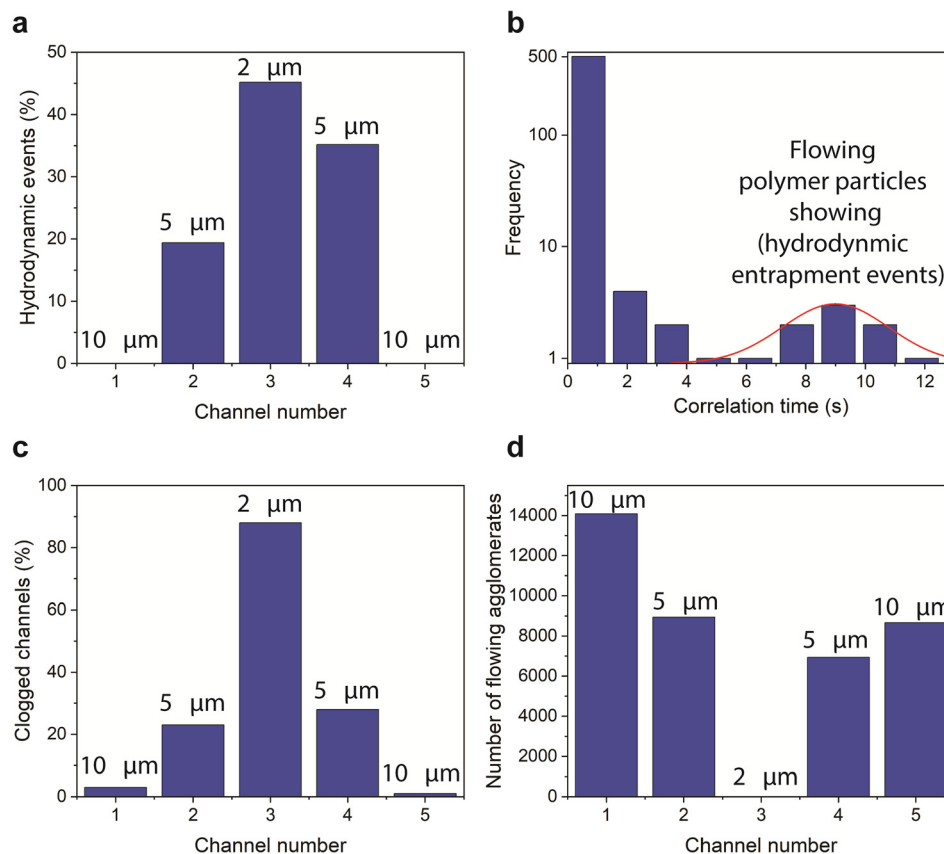 a
50
40
30
20
10
0
Hydrodynamic events (%)
10 μm
5 μm
2 μm
5 μm
10 μm
1 2 3 4 5
Channel number
b
500
100
10
1
Frequency
Flowing
polymer particles
showing
(hydrodynmic
entrapment events)
0 2 4 6 8 10 12
Correlation time (s)
c
100
80
60
40
20
0
Clogged channels (%)
10 μm
5 μm
2 μm
5 μm
10 μm
1 2 3 4 5
Channel number
d
14000
12000
10000
8000
6000
4000
2000
0
Number of flowing agglomerates
10 μm
5 μm
2 μm
5 μm
10 μm
1 2 3 4 5
Channel number